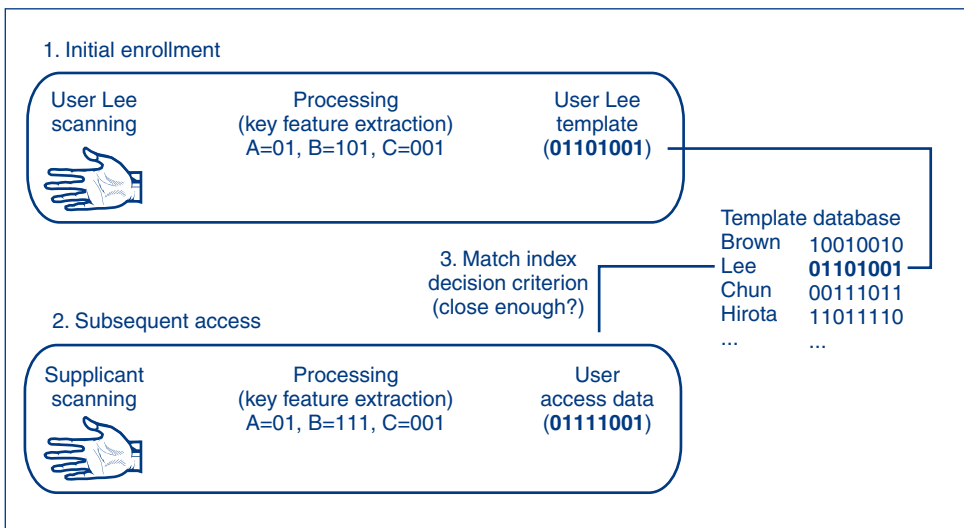 1. Initial enrollment
User Lee
scanning
Processing
(key feature extraction)
A=01, B=101, C=001
User Lee
template
(01101001)
Template database
Brown 10010010
Lee 01101001
Chun 00111011
Hirota 11011110
... ...
3. Match index
decision criterion
(close enough?)
2. Subsequent access
Supplicant
scanning
Processing
(key feature extraction)
A=01, B=111, C=001
User
access data
(01111001)